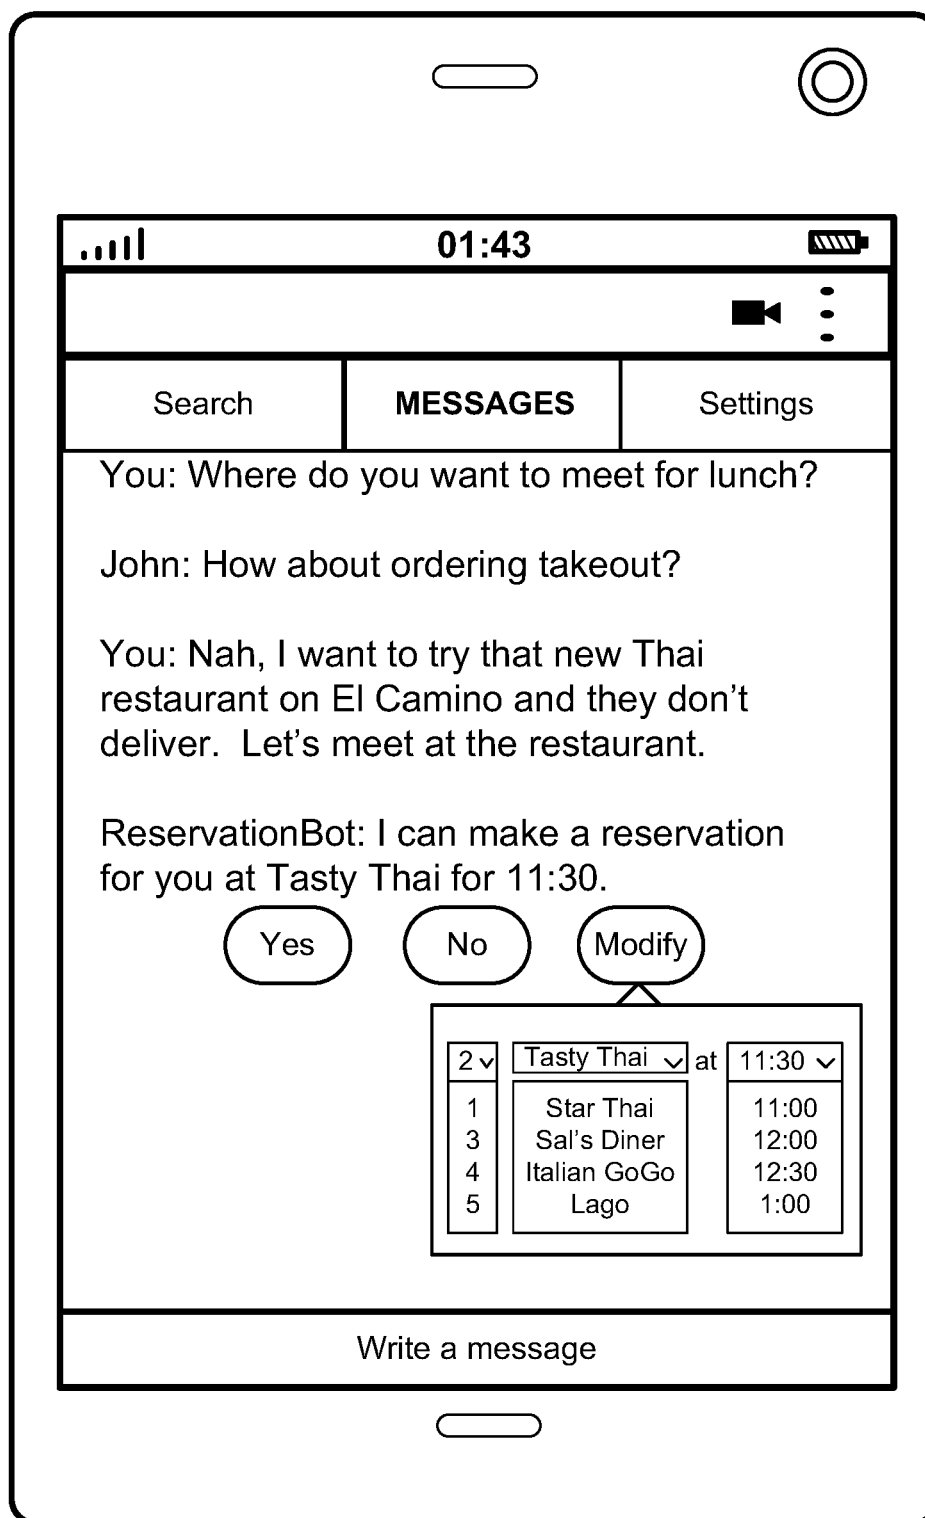 01:43
Search MESSAGES Settings
You: Where do you want to meet for lunch?
John: How about ordering takeout?
You: Nah, I want to try that new Thai
restaurant on El Camino and they don’t
deliver.  Let’s meet at the restaurant.
ReservationBot: I can make a reservation
for you at Tasty Thai for 11:30.
Yes No Modify
2 Tasty Thai at 11:30
1 Star Thai 11:00
3 Sal’s Diner 12:00
4 Italian GoGo 12:30
5 Lago 1:00
Write a message